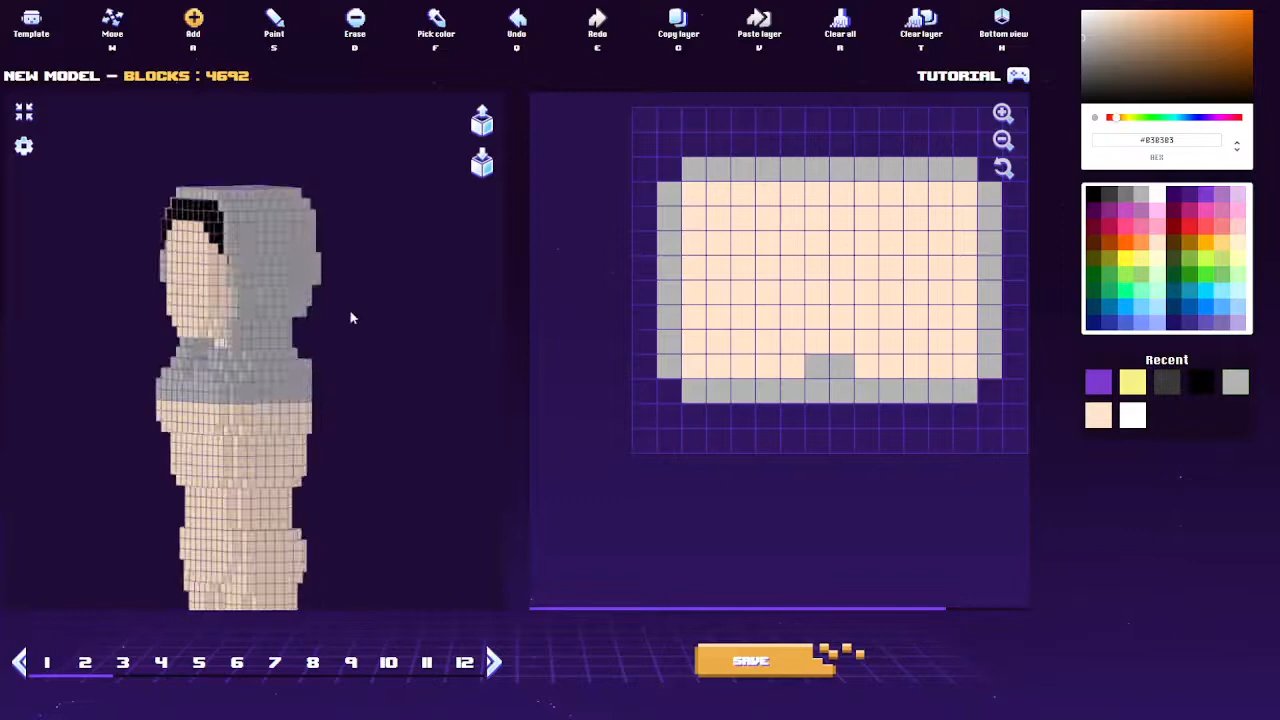 Template Move Add Paint Erase Pick color Undo Redo Copy layer Paste layer Clear all Clear layer Bottom view
W A S D F Q E C V R T H
NEW MODEL – BLOCKS : 4692
TUTORIAL
#030303
HEX
Recent
1 2 3 4 5 6 7 8 9 10 11 12
SAVE